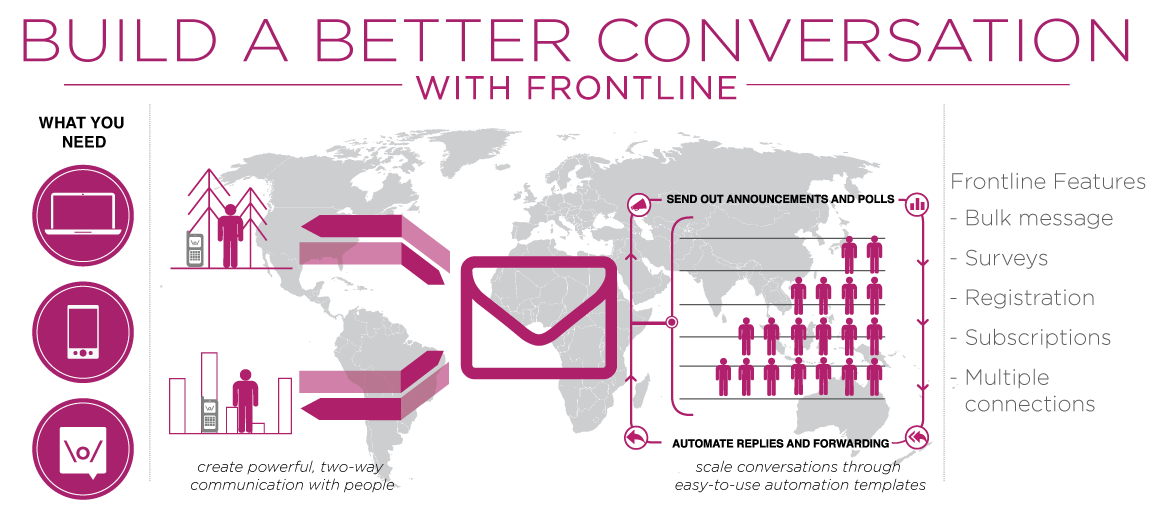 BUILD A BETTER CONVERSATION
WITH FRONTLINE
WHAT YOU
NEED
\o/
\o/
\o/
create powerful, two-way
communication with people
SEND OUT ANNOUNCEMENTS AND POLLS
AUTOMATE REPLIES AND FORWARDING
scale conversations through
easy-to-use automation templates
Frontline Features
- Bulk message
- Surveys
- Registration
- Subscriptions
- Multiple
connections